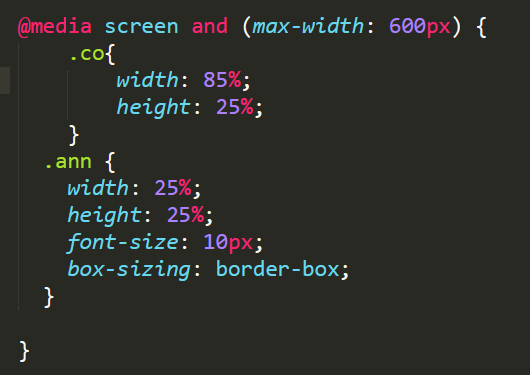 @media screen and (max-width: 600px) {
.co{
width: 85%;
height: 25%;
}
.ann {
width: 25%;
height: 25%;
font-size: 10px;
box-sizing: border-box;
}
}